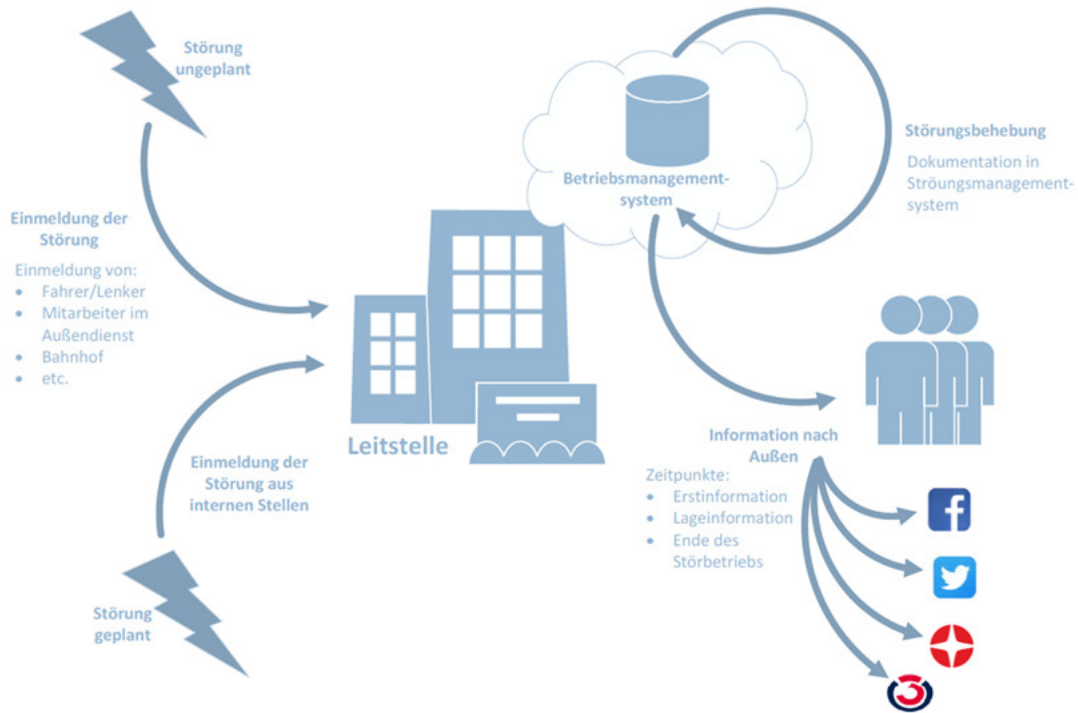 Störung
ungeplant
Einmeldung der
Störung
Einmeldung von:
• Fahrer/Lenker
• Mitarbeiter im
Außendienst
• Bahnhof
• etc.
Einmeldung der
Störung aus
internen Stellen
Störung
geplant
Leitstelle
Betriebsmanagement-
system
Störungsbehebung
Dokumentation in
Ströungsmanagement-
system
Information nach
Außen
Zeitpunkte:
• Erstinformation
• Lageinformation
• Ende des
Störbetriebs
f
3